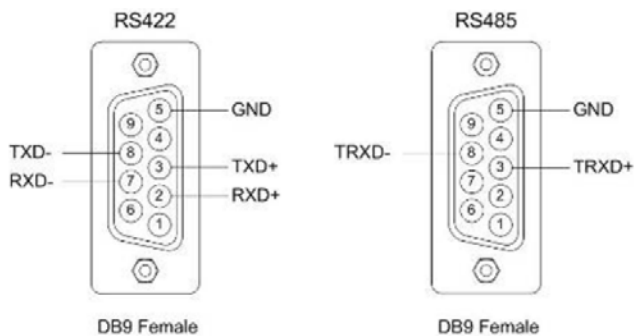 RS422
5
GND
9
4
TXD-
8
3
TXD+
RXD-
7
2
RXD+
6
1
DB9 Female
RS485
5
GND
9
4
TRXD-
8
3
TRXD+
7
2
6
1
DB9 Female